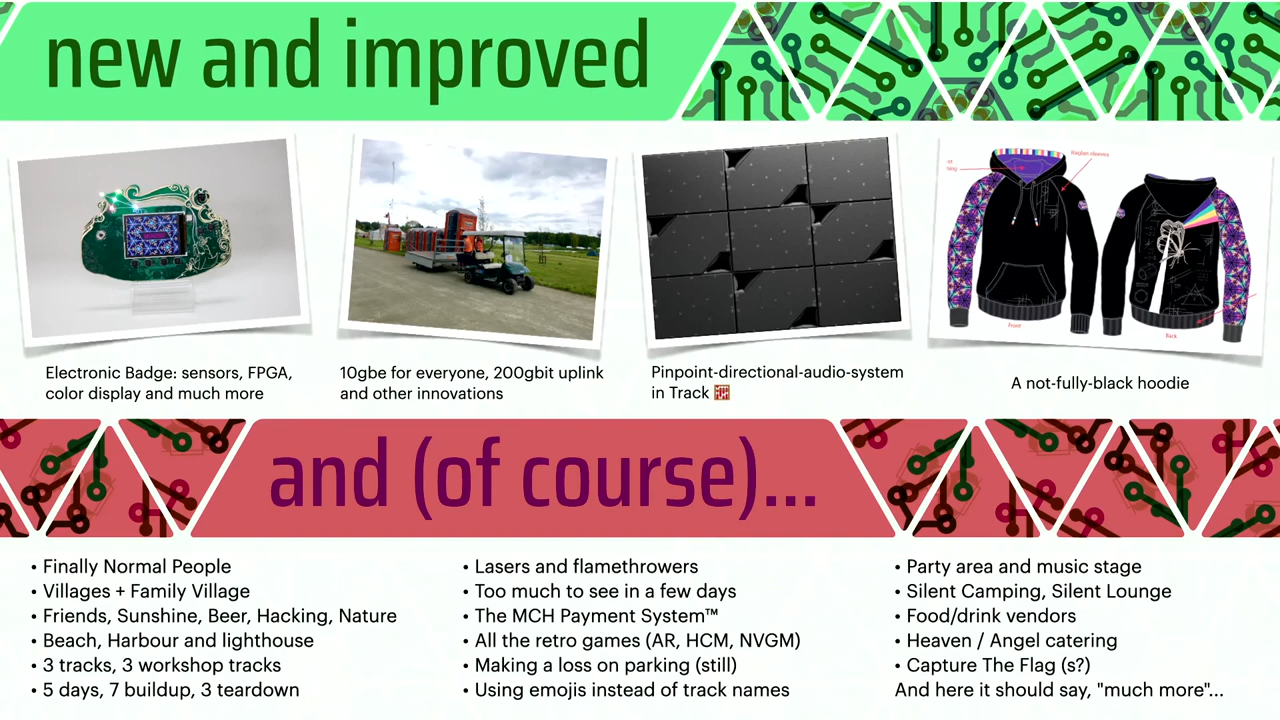 new and improved
Raglan sleeves
Front
Back
Electronic Badge: sensors, FPGA,
color display and much more
10gbe for everyone, 200gbit uplink
and other innovations
Pinpoint-directional-audio-system
in Track
A not-fully-black hoodie
and (of course)...
• Finally Normal People
• Villages + Family Village
• Friends, Sunshine, Beer, Hacking, Nature
• Beach, Harbour and lighthouse
• 3 tracks, 3 workshop tracks
• 5 days, 7 buildup, 3 teardown
• Lasers and flamethrowers
• Too much to see in a few days
• The MCH Payment System™
• All the retro games (AR, HCM, NVGM)
• Making a loss on parking (still)
• Using emojis instead of track names
• Party area and music stage
• Silent Camping, Silent Lounge
• Food/drink vendors
• Heaven / Angel catering
• Capture The Flag (s?)
And here it should say, "much more"...